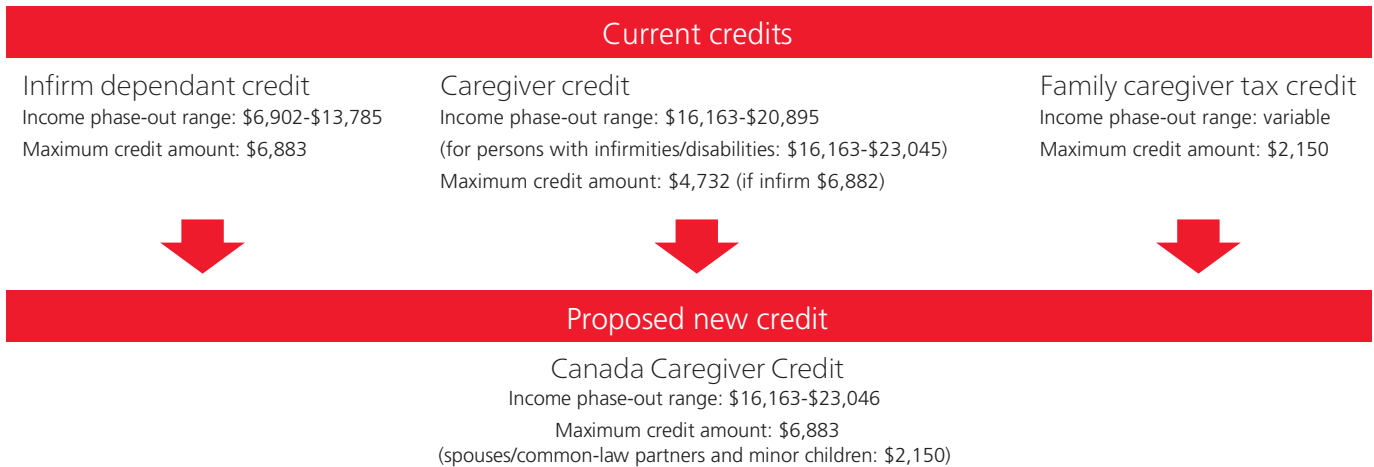 Current credits
Infirm dependant credit
Income phase-out range: $6,902-$13,785
Maximum credit amount: $6,883
Caregiver credit
Income phase-out range: $16,163-$20,895
(for persons with infirmities/disabilities: $16,163-$23,045)
Maximum credit amount: $4,732 (if infirm $6,882)
Family caregiver tax credit
Income phase-out range: variable
Maximum credit amount: $2,150
Proposed new credit
Canada Caregiver Credit
Income phase-out range: $16,163-$23,046
Maximum credit amount: $6,883
(spouses/common-law partners and minor children: $2,150)